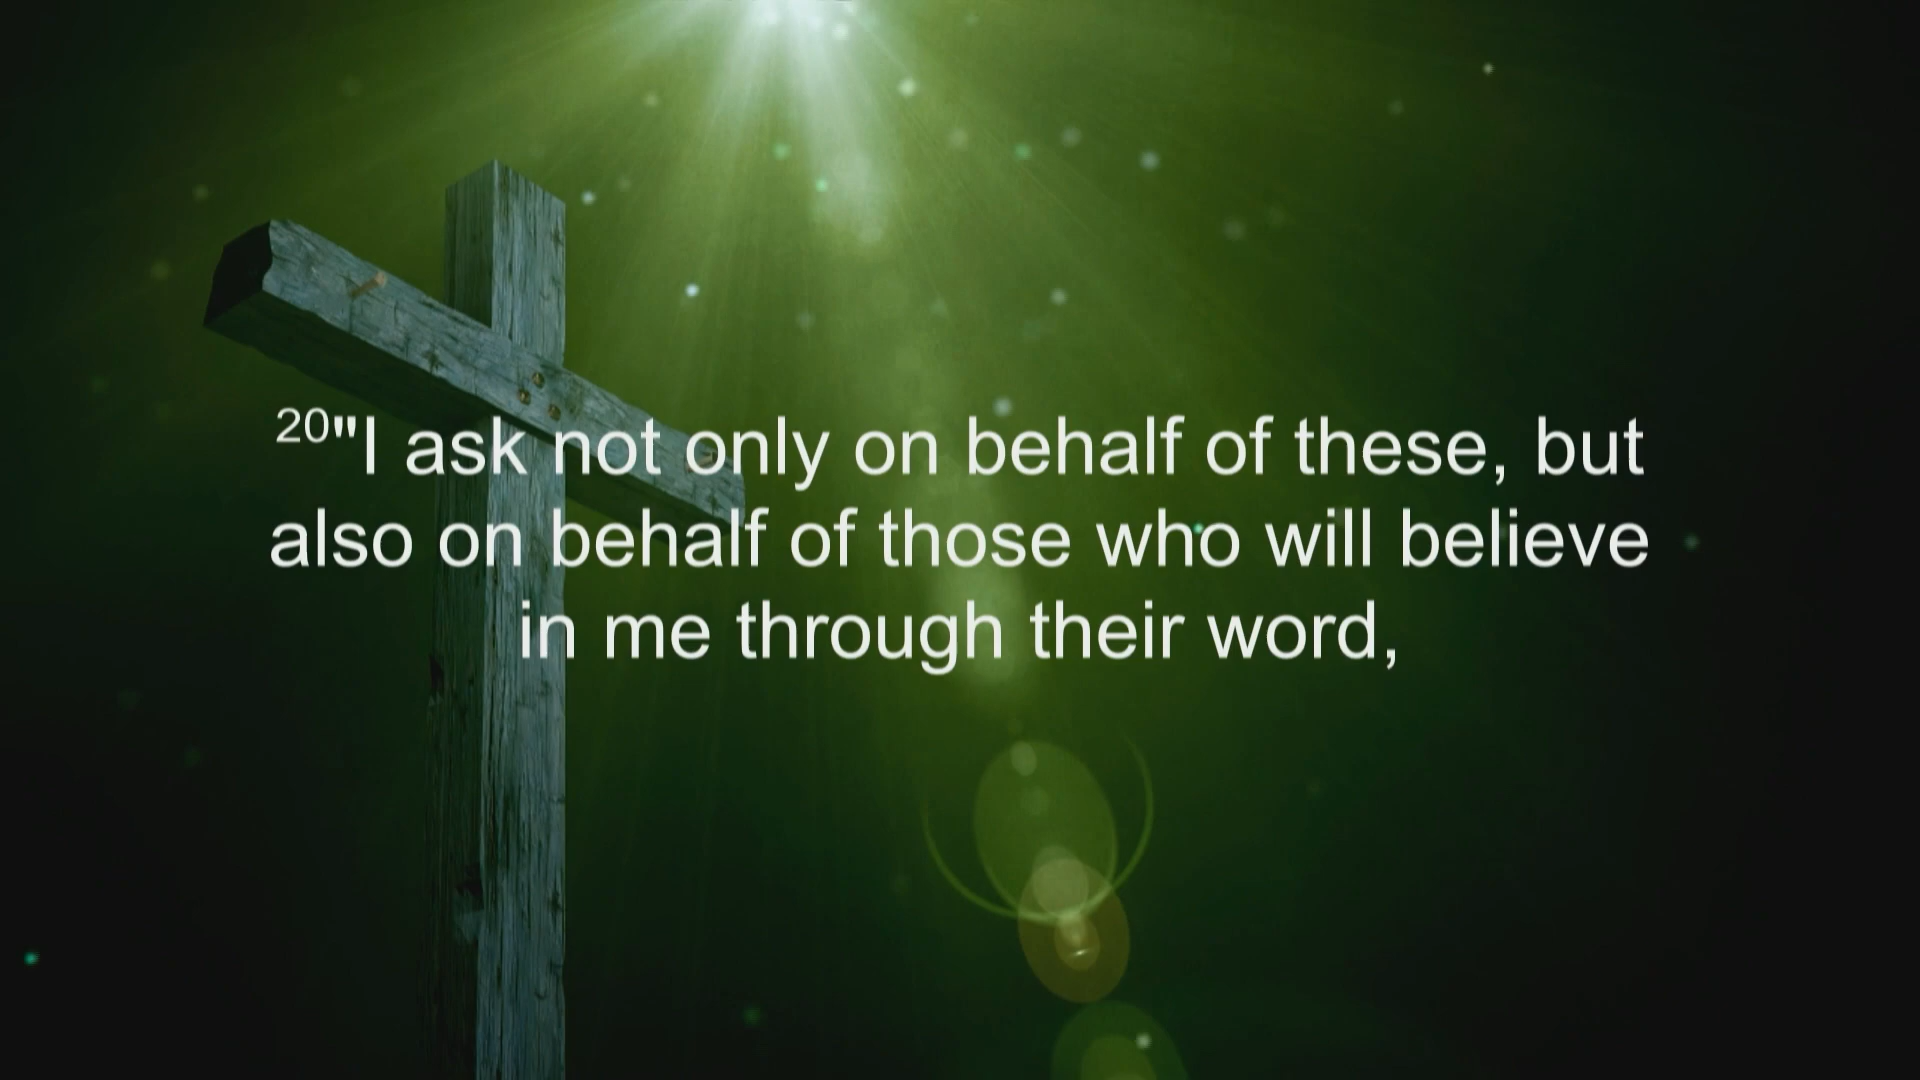 20"I ask not only on behalf of these, but
also on behalf of those who will believe
in me through their word,